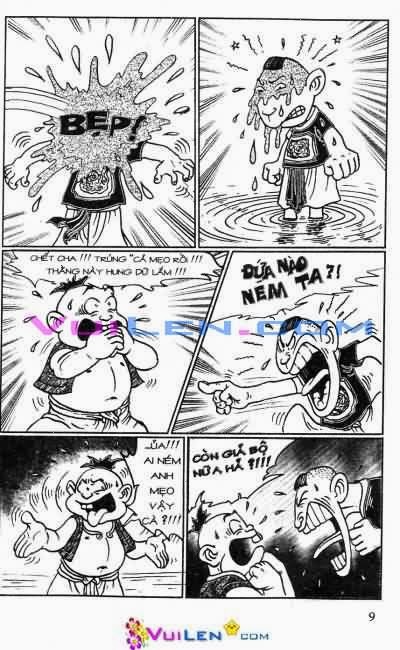 BẸP!
CHẾT CHA !!! TRÚNG "CẢ MẸO RỒI !!!
THẰNG NÀY HUNG DỮ LẮM !!!
ĐỨA NÀO
NÉM TA ?!
VuiLen.com
...ỦA!!!
AI NÉM
ANH
MẸO
VẬY
CÀ ?!!!
CÒN GIẢ BỘ
NỮA HẢ ?!!!
9
VuiLen.com